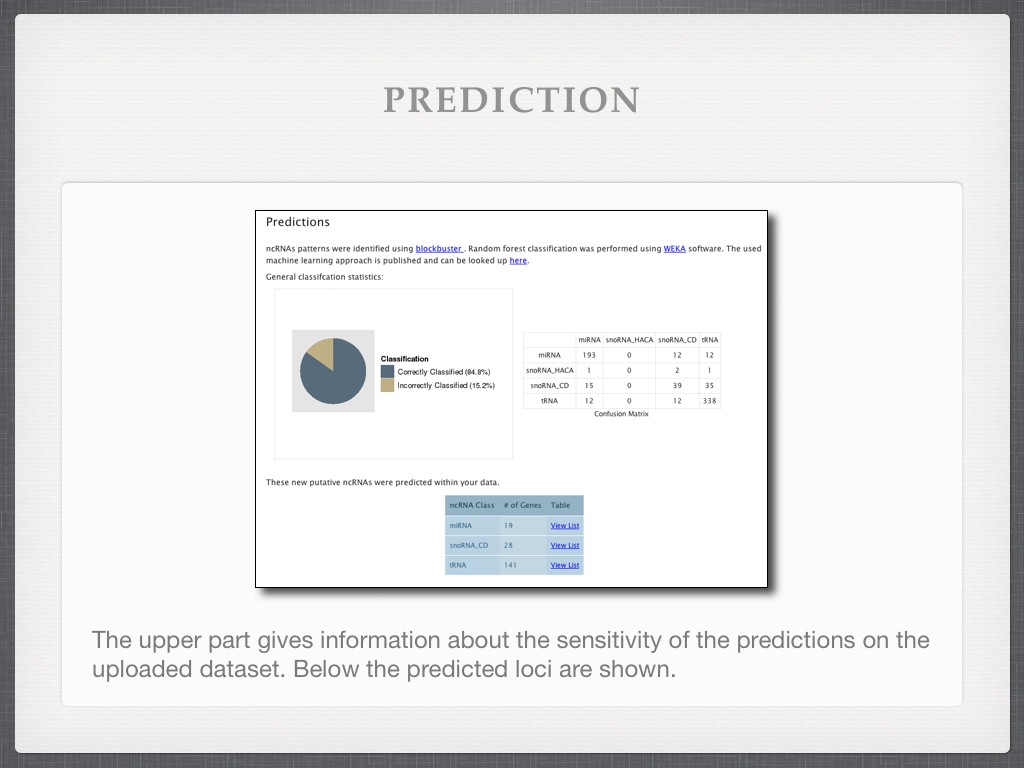 PREDICTION
Predictions
ncRNAs patterns were identified using blockbuster . Random forest classification was performed using WEKA software. The used
machine learning approach is published and can be looked up here.
General classifcation statistics:
Classification
Correctly Classified (84.8%)
Incorrectly Classified (15.2%)
miRNA snoRNA_HACA snoRNA_CD tRNA
miRNA 193 0 12 12
snoRNA_HACA 1 0 2 1
snoRNA_CD 15 0 39 35
tRNA 12 0 12 338
Confusion Matrix
These new putative ncRNAs were predicted within your data.
ncRNA Class # of Genes Table
miRNA 19 View List
snoRNA_CD 28 View List
tRNA 141 View List
The upper part gives information about the sensitivity of the predictions on the
uploaded dataset. Below the predicted loci are shown.